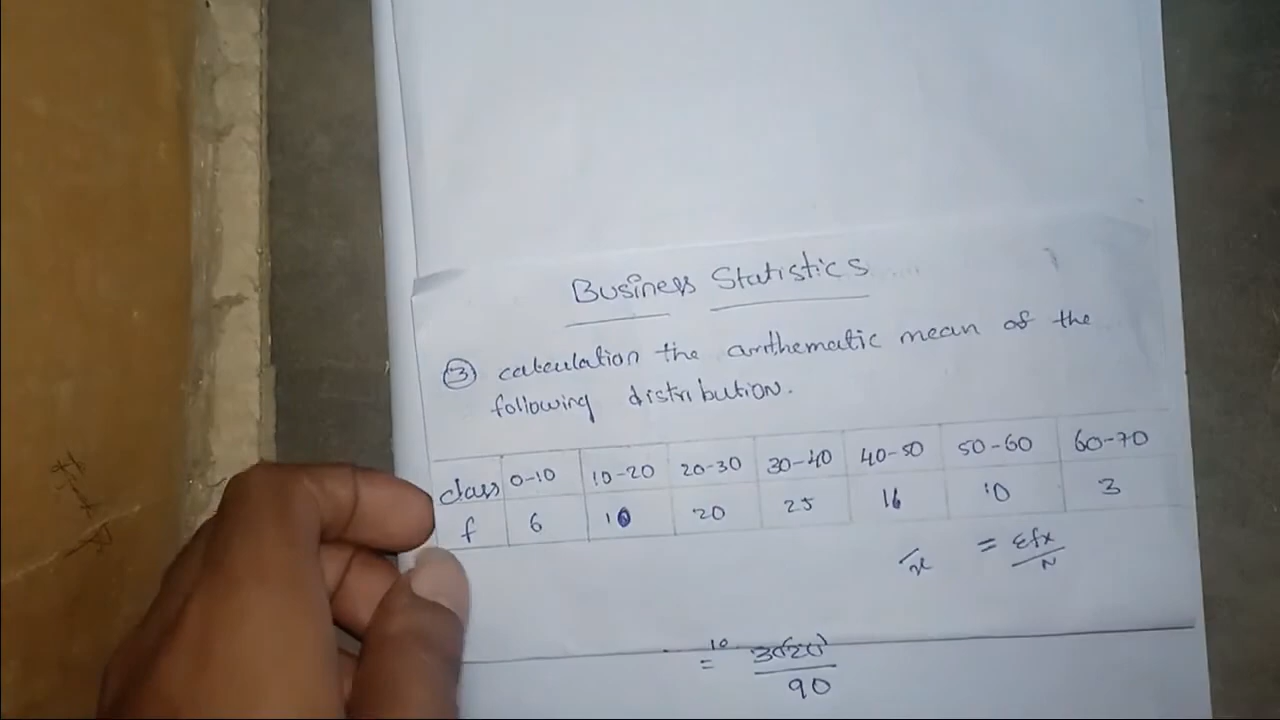 Business Statistics
③ calculation the arithematic mean of the
following distribution.
class 0-10 10-20 20-30 30-40 40-50 50-60 60-70
f 6 10 20 25 16 10 3
x̄ = Σfx
N
=
90